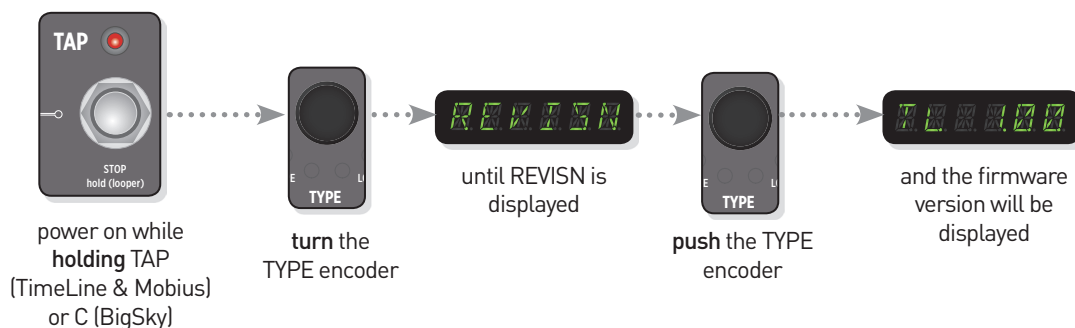 TAP
STOP
hold (looper)
power on while
holding TAP
(TimeLine & Mobius)
or C (BigSky)
E
LO
TYPE
turn the
TYPE encoder
REVISN
until REVISN is
displayed
E
LO
TYPE
push the TYPE
encoder
TL 1.00
and the firmware
version will be
displayed